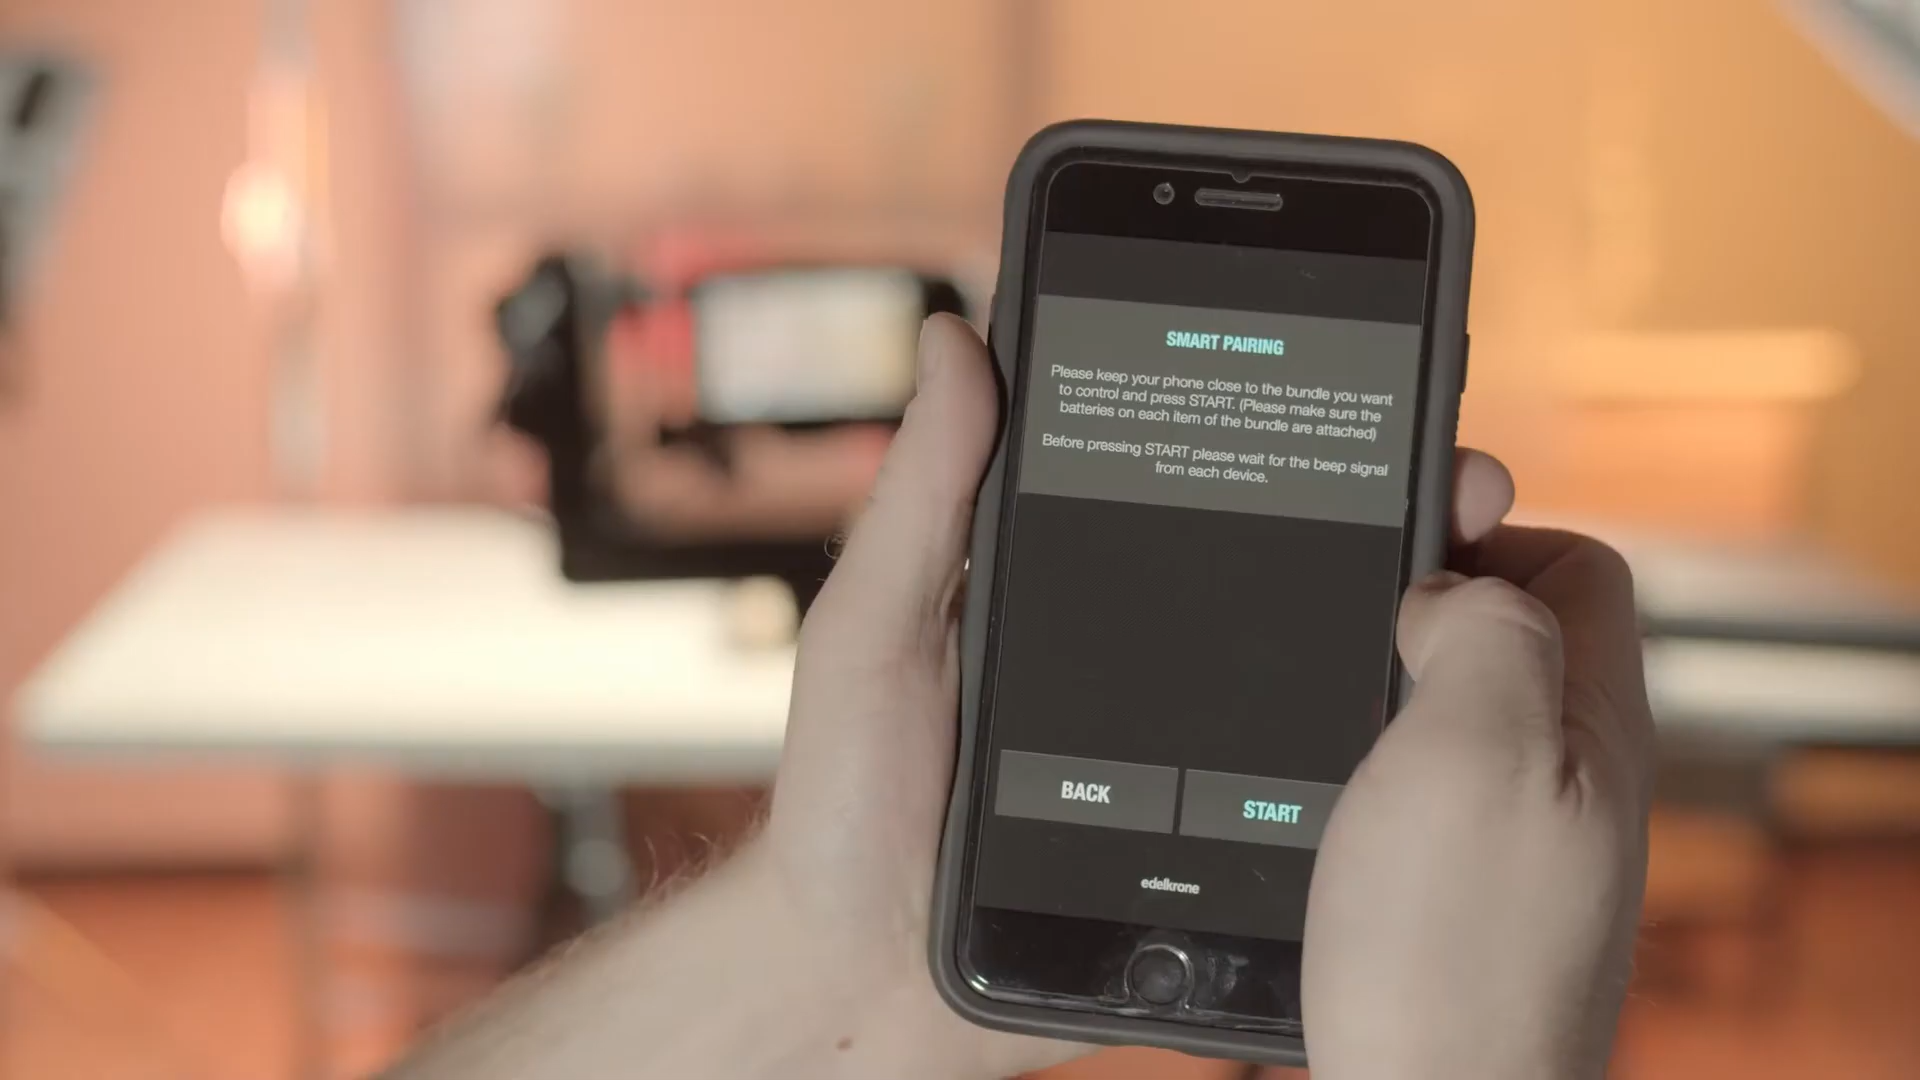 SMART PAIRING
Please keep your phone close to the bundle you want
to control and press START. (Please make sure the
batteries on each item of the bundle are attached)
Before pressing START please wait for the beep signal
from each device.
BACK
START
edelkrone